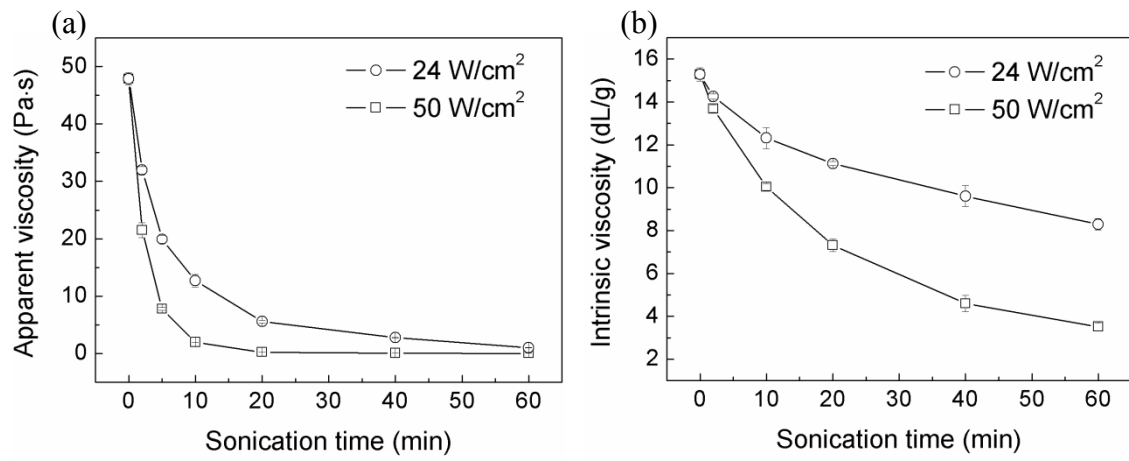 (a)
Apparent viscosity (Pa·s)
50
40
30
20
10
0
24 W/cm²
50 W/cm²
0 10 20 30 40 50 60
Sonication time (min)
(b)
Intrinsic viscosity (dL/g)
16
14
12
10
8
6
4
2
24 W/cm²
50 W/cm²
0 10 20 30 40 50 60
Sonication time (min)